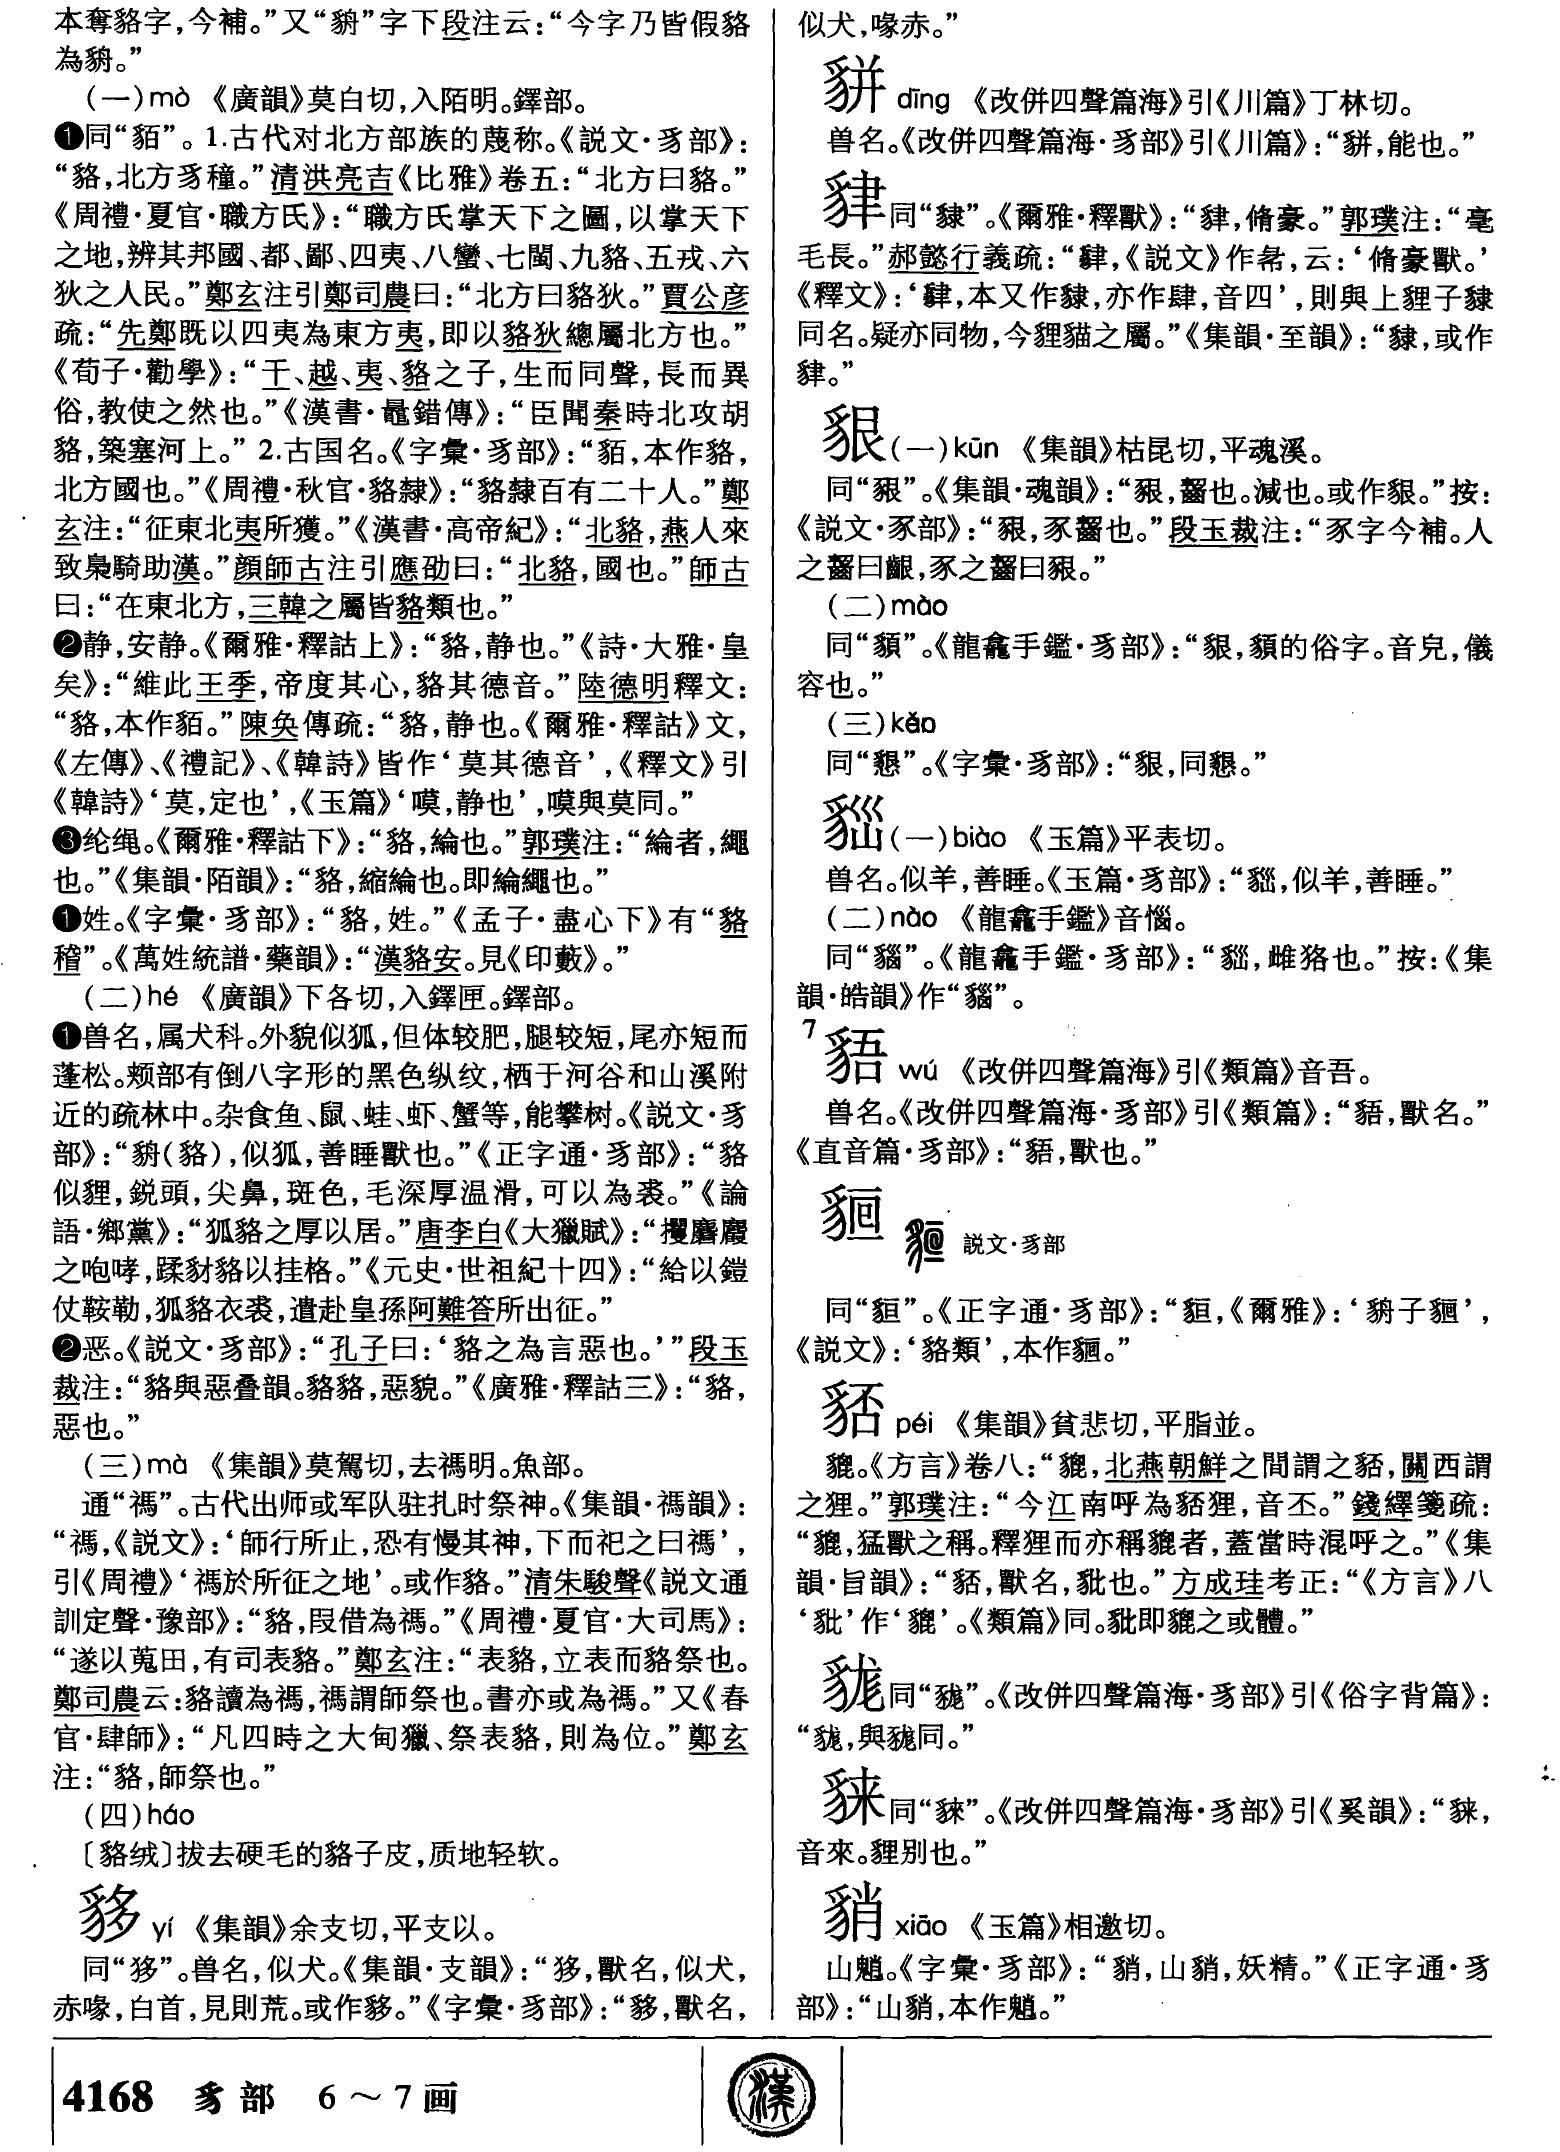 本奪貉字，今補。”又“貈”字下段注云：“今字乃皆假貉
為貈。”
(一)mò 《廣韻》莫白切，入陌明。鐸部。
❶同“貊”。1.古代对北方部族的蔑称。《説文·豸部》：
“貉，北方豸穜。”清洪亮吉《比雅》卷五：“北方曰貉。”
《周禮·夏官·職方氏》：“職方氏掌天下之圖，以掌天下
之地，辨其邦國、都、鄙、四夷、八蠻、七閩、九貉、五戎、六
狄之人民。”鄭玄注引鄭司農曰：“北方曰貉狄。”賈公彦
疏：“先鄭既以四夷為東方夷，即以貉狄總屬北方也。”
《荀子·勸學》：“干、越、夷、貉之子，生而同聲，長而異
俗，教使之然也。”《漢書·鼂錯傳》：“臣聞秦時北攻胡
貉，築塞河上。” 2.古国名。《字彙·豸部》：“貊，本作貉，
北方國也。”《周禮·秋官·貉隸》：“貉隸百有二十人。”鄭
玄注：“征東北夷所獲。”《漢書·高帝紀》：“北貉，燕人來
致梟騎助漢。”顔師古注引應劭曰：“北貉，國也。”師古
曰：“在東北方，三韓之屬皆貉類也。”
❷静，安静。《爾雅·釋詁上》：“貉，静也。”《詩·大雅·皇
矣》：“維此王季，帝度其心，貉其德音。”陸德明釋文：
“貉，本作貊。”陳奂傳疏：“貉，静也。《爾雅·釋詁》文，
《左傳》、《禮記》、《韓詩》皆作‘莫其德音’，《釋文》引
《韓詩》‘莫，定也’，《玉篇》‘嗼，静也’，嗼與莫同。”
❸纶绳。《爾雅·釋詁下》：“貉，綸也。”郭璞注：“綸者，繩
也。”《集韻·陌韻》：“貉，縮綸也。即綸繩也。”
❶姓。《字彙·豸部》：“貉，姓。”《孟子·盡心下》有“貉
稽”。《萬姓統譜·藥韻》：“漢貉安。見《印藪》。”
(二)hé 《廣韻》下各切，入鐸匣。鐸部。
❶兽名，属犬科。外貌似狐，但体较肥，腿较短，尾亦短而
蓬松。颊部有倒八字形的黑色纵纹，栖于河谷和山溪附
近的疏林中。杂食鱼、鼠、蛙、虾、蟹等，能攀树。《説文·豸
部》：“貈(貉)，似狐，善睡獸也。”《正字通·豸部》：“貉
似貍，鋭頭，尖鼻，斑色，毛深厚温滑，可以為裘。”《論
語·鄉黨》：“狐貉之厚以居。”唐李白《大獵賦》：“攫麏麚
之咆哮，蹂豺貉以挂格。”《元史·世祖紀十四》：“給以鎧
仗鞍勒，狐貉衣裘，遣赴皇孫阿難答所出征。”
❷恶。《説文·豸部》：“孔子曰：‘貉之為言惡也。’”段玉
裁注：“貉與惡叠韻。貉貉，惡貌。”《廣雅·釋詁三》：“貉，
惡也。”
(三)mà 《集韻》莫駕切，去禡明。魚部。
通“禡”。古代出师或军队驻扎时祭神。《集韻·禡韻》：
“禡，《説文》：‘師行所止，恐有慢其神，下而祀之曰禡’，
引《周禮》‘禡於所征之地’。或作貉。”清朱駿聲《説文通
訓定聲·豫部》：“貉，叚借為禡。”《周禮·夏官·大司馬》：
“遂以蒐田，有司表貉。”鄭玄注：“表貉，立表而貉祭也。
鄭司農云：貉讀為禡，禡謂師祭也。書亦或為禡。”又《春
官·肆師》：“凡四時之大甸獵、祭表貉，則為位。”鄭玄
注：“貉，師祭也。”
(四)háo
〔貉绒〕拔去硬毛的貉子皮，质地轻软。
貑 yí 《集韻》余支切，平支以。
同“㹿”。兽名，似犬。《集韻·支韻》：“㹿，獸名，似犬，
赤喙，白首，見則荒。或作𧳅。”《字彙·豸部》：“𧳅，獸名，
似犬，喙赤。”
dīng 《改併四聲篇海》引《川篇》丁林切。
兽名。《改併四聲篇海·豸部》引《川篇》：“，能也。”
貄同“貄”。《爾雅·釋獸》：“貄，脩豪。”郭璞注：“毫
毛長。”郝懿行義疏：“貄，《説文》作㣇，云：‘脩豪獸。’
《釋文》：‘貄，本又作肆，亦作肆，音四’，則與上貍子貄
同名。疑亦同物，今貍貓之屬。”《集韻·至韻》：“，或作
貄。”
貇(一)kūn 《集韻》枯昆切，平魂溪。
同“豤”。《集韻·魂韻》：“豤，齧也。減也。或作貇。”按：
《説文·豕部》：“豤，豕齧也。”段玉裁注：“豕字今補。人
之齧曰齦，豕之齧曰豤。”
(二)mào
同“䫉”。《龍龕手鑑·豸部》：“貇，䫉的俗字。音皃，儀
容也。”
(三)kěn
同“懇”。《字彙·豸部》：“貇，同懇。”
(一)biào 《玉篇》平表切。
兽名。似羊，善睡。《玉篇·豸部》：“，似羊，善睡。”
(二)nǎo 《龍龕手鑑》音惱。
同“”。《龍龕手鑑·豸部》：“，雌狢也。”按：《集
韻·皓韻》作“”。
7
wú 《改併四聲篇海》引《類篇》音吾。
兽名。《改併四聲篇海·豸部》引《類篇》：“，獸名。”
《直音篇·豸部》：“，獸也。”
説文·豸部
同“貆”。《正字通·豸部》：“貆，《爾雅》：‘貈子貆’，
《説文》：‘貉類’，本作。”
䝙 péi 《集韻》貧悲切，平脂並。
貔。《方言》卷八：“貔，北燕朝鮮之間謂之，關西謂
之狸。”郭璞注：“今江南呼為狸，音丕。”錢繹箋疏：
“貔，猛獸之稱。釋狸而亦稱貔者，蓋當時混呼之。”《集
韻·旨韻》：“，獸名，豼也。”方成珪考正：“《方言》八
‘豼’作‘貔’。《類篇》同。豼即貔之或體。”
同“”。《改併四聲篇海·豸部》引《俗字背篇》：
“，與同。”
同“䅘”。《改併四聲篇海·豸部》引《奚韻》：“，
音來。貍别也。”
xiāo 《玉篇》相邀切。
山魈。《字彙·豸部》：“，山，妖精。”《正字通·豸
部》：“山，本作魈。”
4168 豸部 6～7画
漢